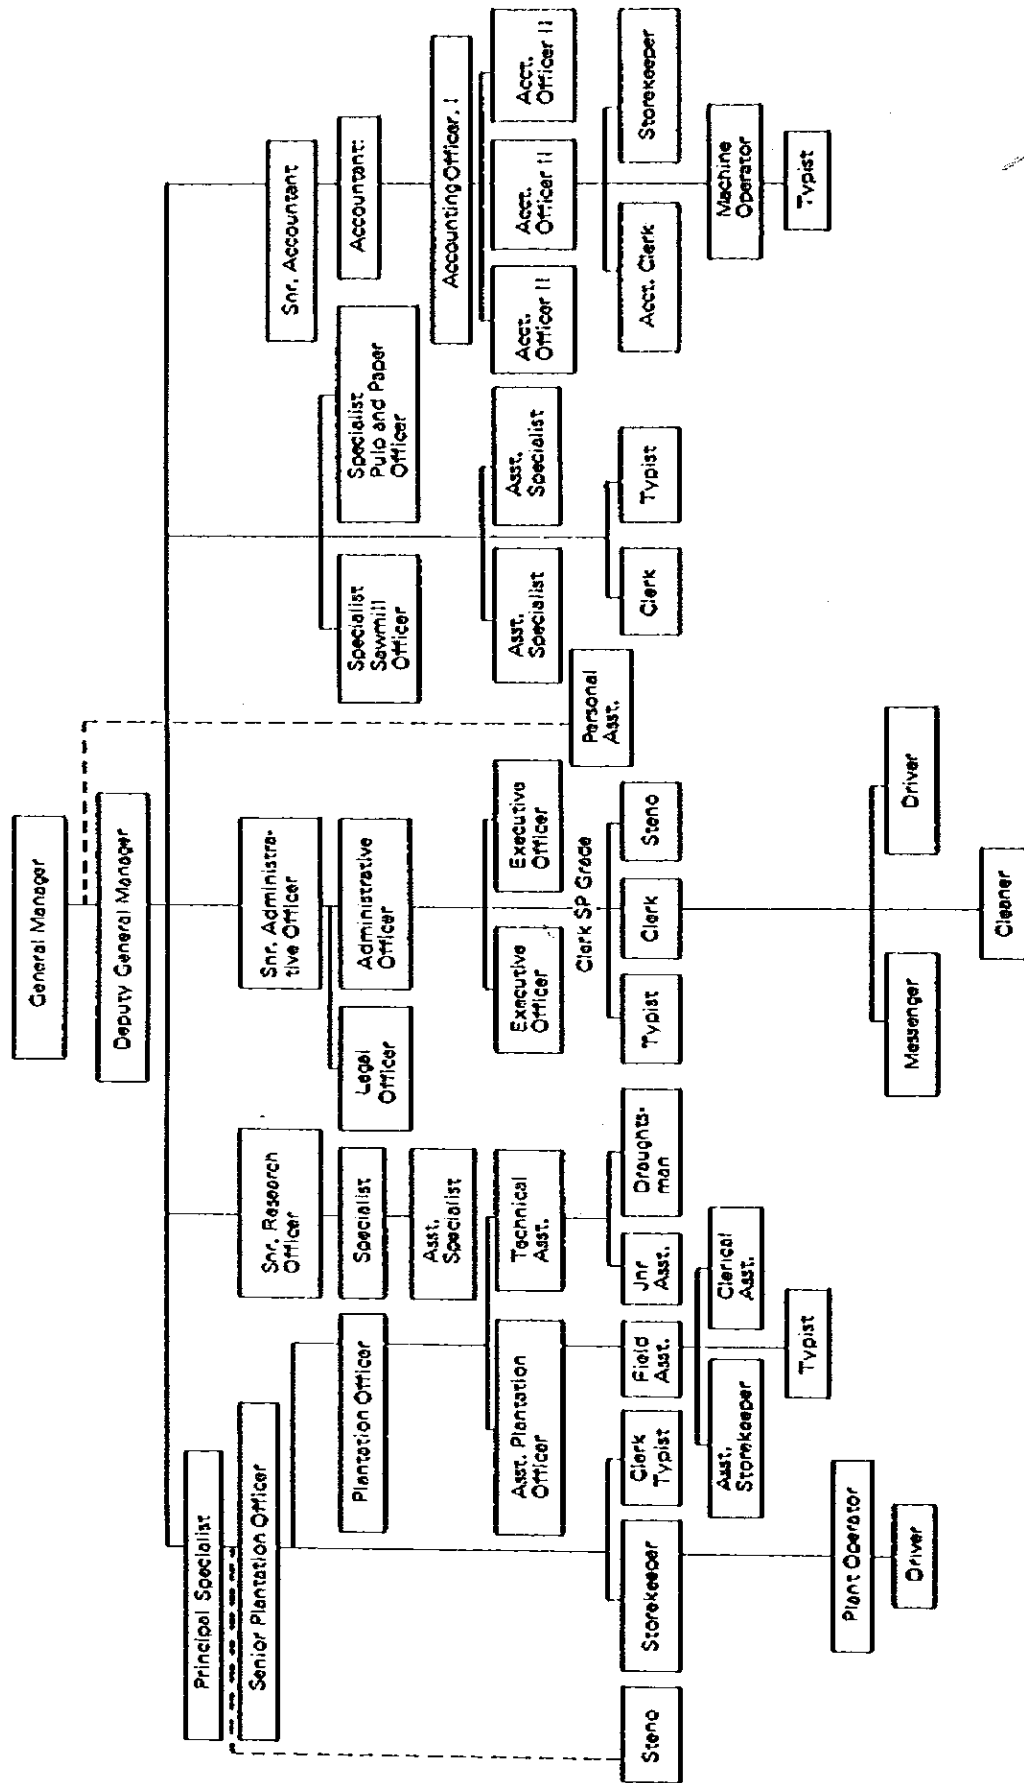 General Manager
Deputy General Manager
Principal Specialist
Senior Plantation Officer
Snr. Research
Officer
Snr. Administra-
tive Officer
Snr. Accountant
Plantation Officer
Specialist
Legal
Officer
Administrative
Officer
Specialist
Sawmill
Officer
Specialist
Pulp and Paper
Officer
Accountant
Asst.
Specialist
Accounting Officer. I
Asst. Plantation
Officer
Technical
Asst.
Executive
Officer
Executive
Officer
Asst.
Specialist
Asst.
Specialist
Acct.
Officer II
Acct.
Officer II
Acct.
Officer II
Personal
Asst.
Clerk SP Grade
Steno
Storekeeper
Clerk
Typist
Field
Asst.
Jnr
Asst.
Draughts-
man
Typist
Clerk
Steno
Clerk
Typist
Acct. Clerk
Storekeeper
Asst.
Storekeeper
Clerical
Asst.
Machine
Operator
Typist
Typist
Plant Operator
Driver
Messenger
Driver
Cleaner